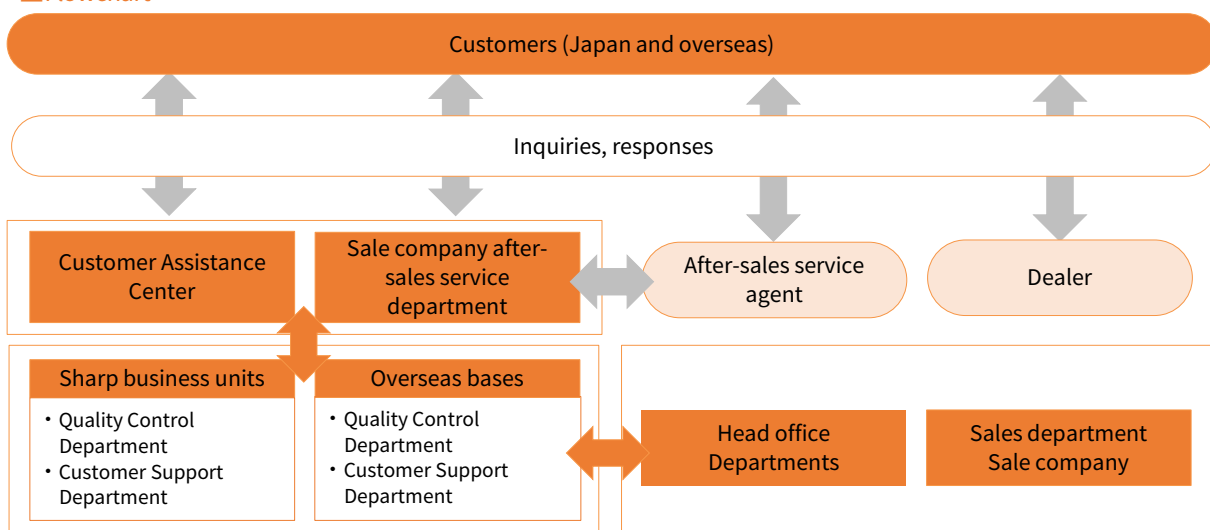 Customers (Japan and overseas)
Inquiries, responses
Customer Assistance
Center
Sale company after-
sales service
department
After-sales service
agent
Dealer
Sharp business units
・Quality Control
Department
・Customer Support
Department
Overseas bases
・Quality Control
Department
・Customer Support
Department
Head office
Departments
Sales department
Sale company